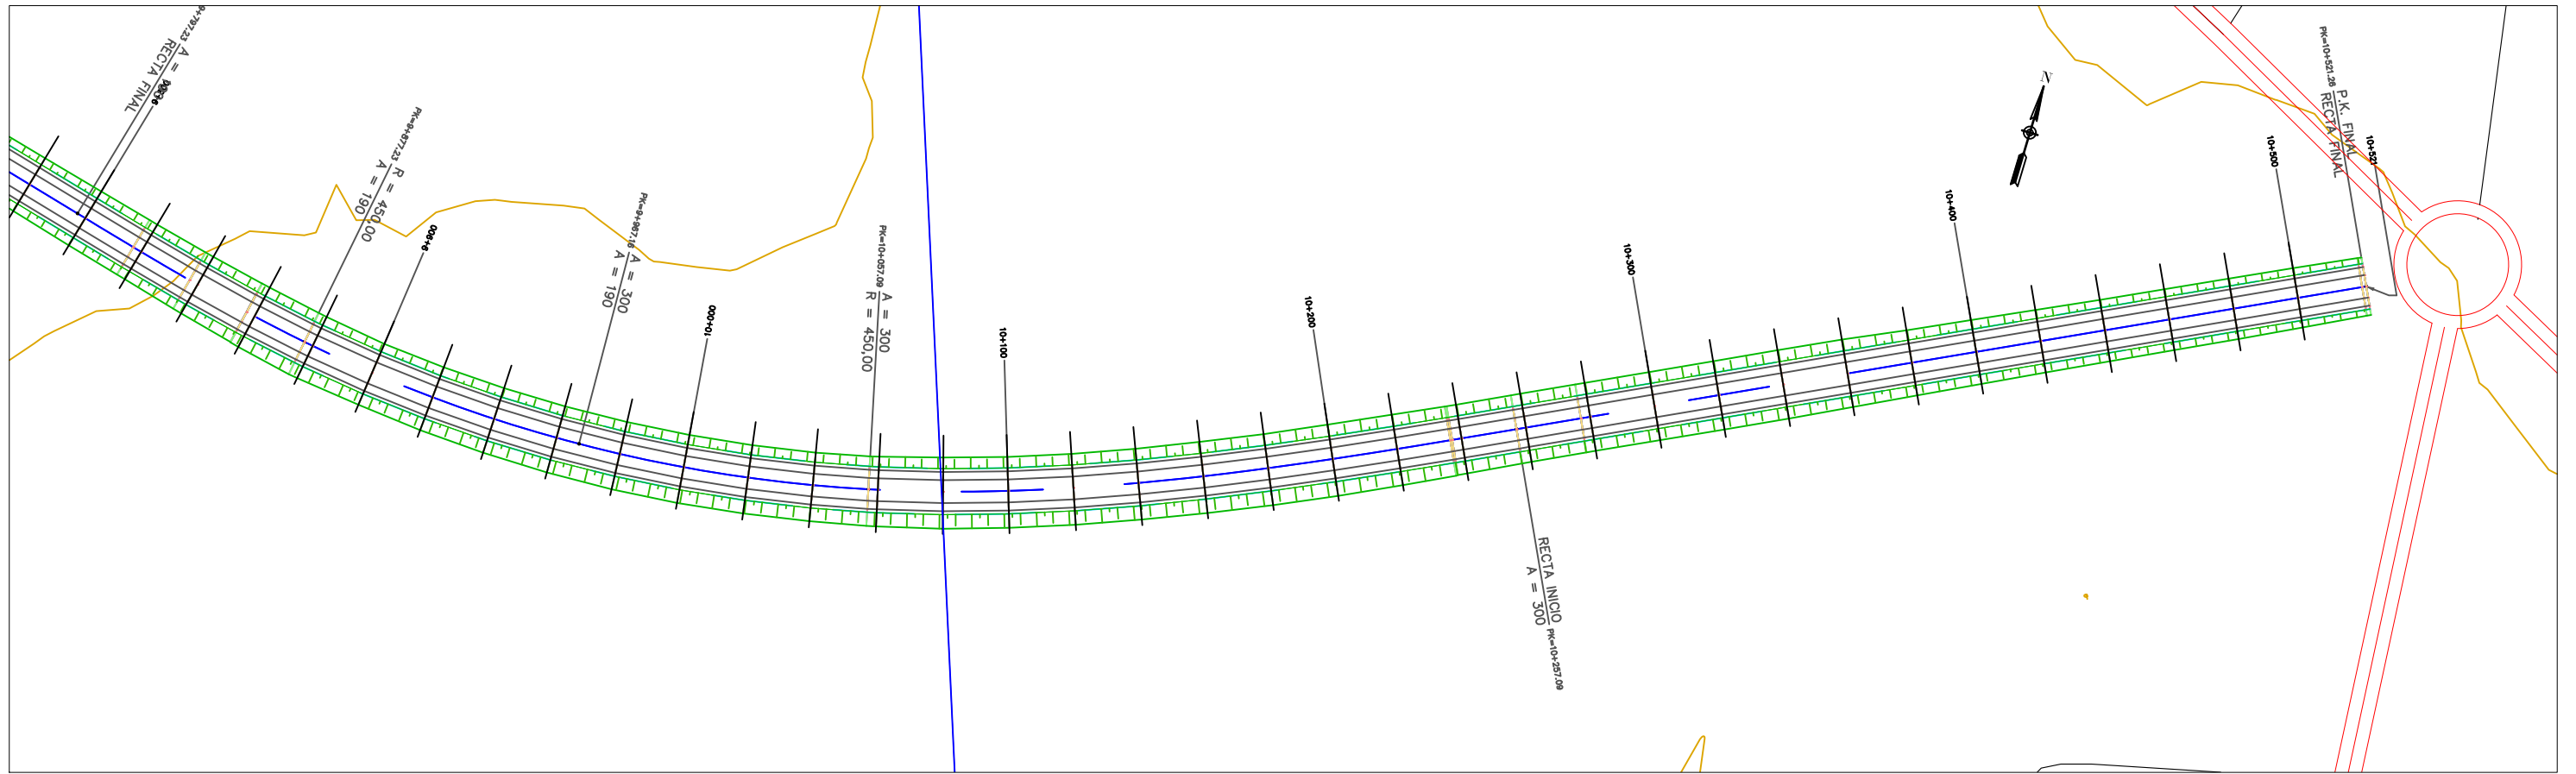 A =
RECTA FINAL
PK=9+877.23
R = 450,00
A = 190
9+900
PK=9+967.16
A = 300
A = 190
10+000
PK=10+057.09
A = 300
R = 450,00
10+100
10+200
RECTA INICIO
A = 300
PK=10+257.09
10+300
10+400
N
10+500
PK=10+521.26
P.K. FINAL
RECTA FINAL
10+521